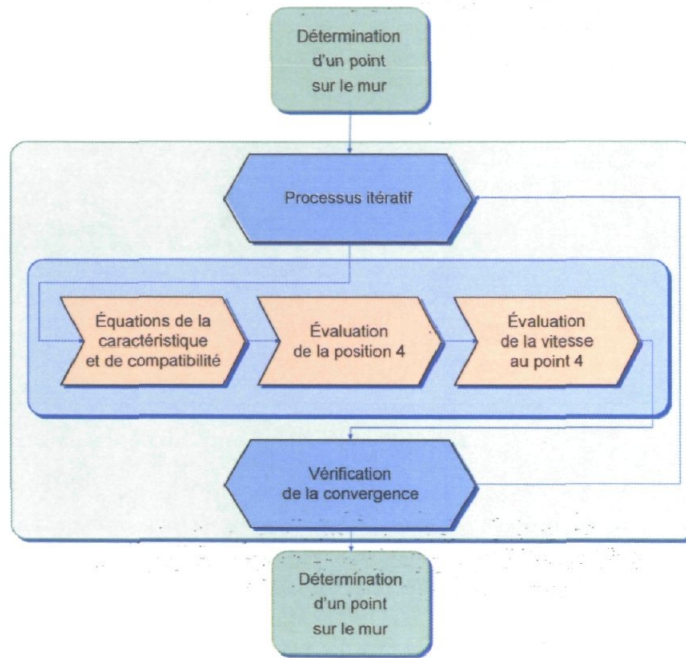 Détermination
d'un point
sur le mur
Processus itératif
Équations de la
caractéristique
et de compatibilité
Évaluation
de la position 4
Évaluation
de la vitesse
au point 4
Vérification
de la convergence
Détermination
d'un point
sur le mur